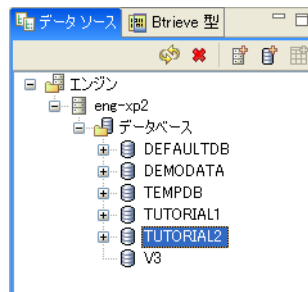 データ ソース
Btrieve 型
エンジン
eng-xp2
データベース
DEFAULTDB
DEMODATA
TEMPDB
TUTORIAL1
TUTORIAL2
V3